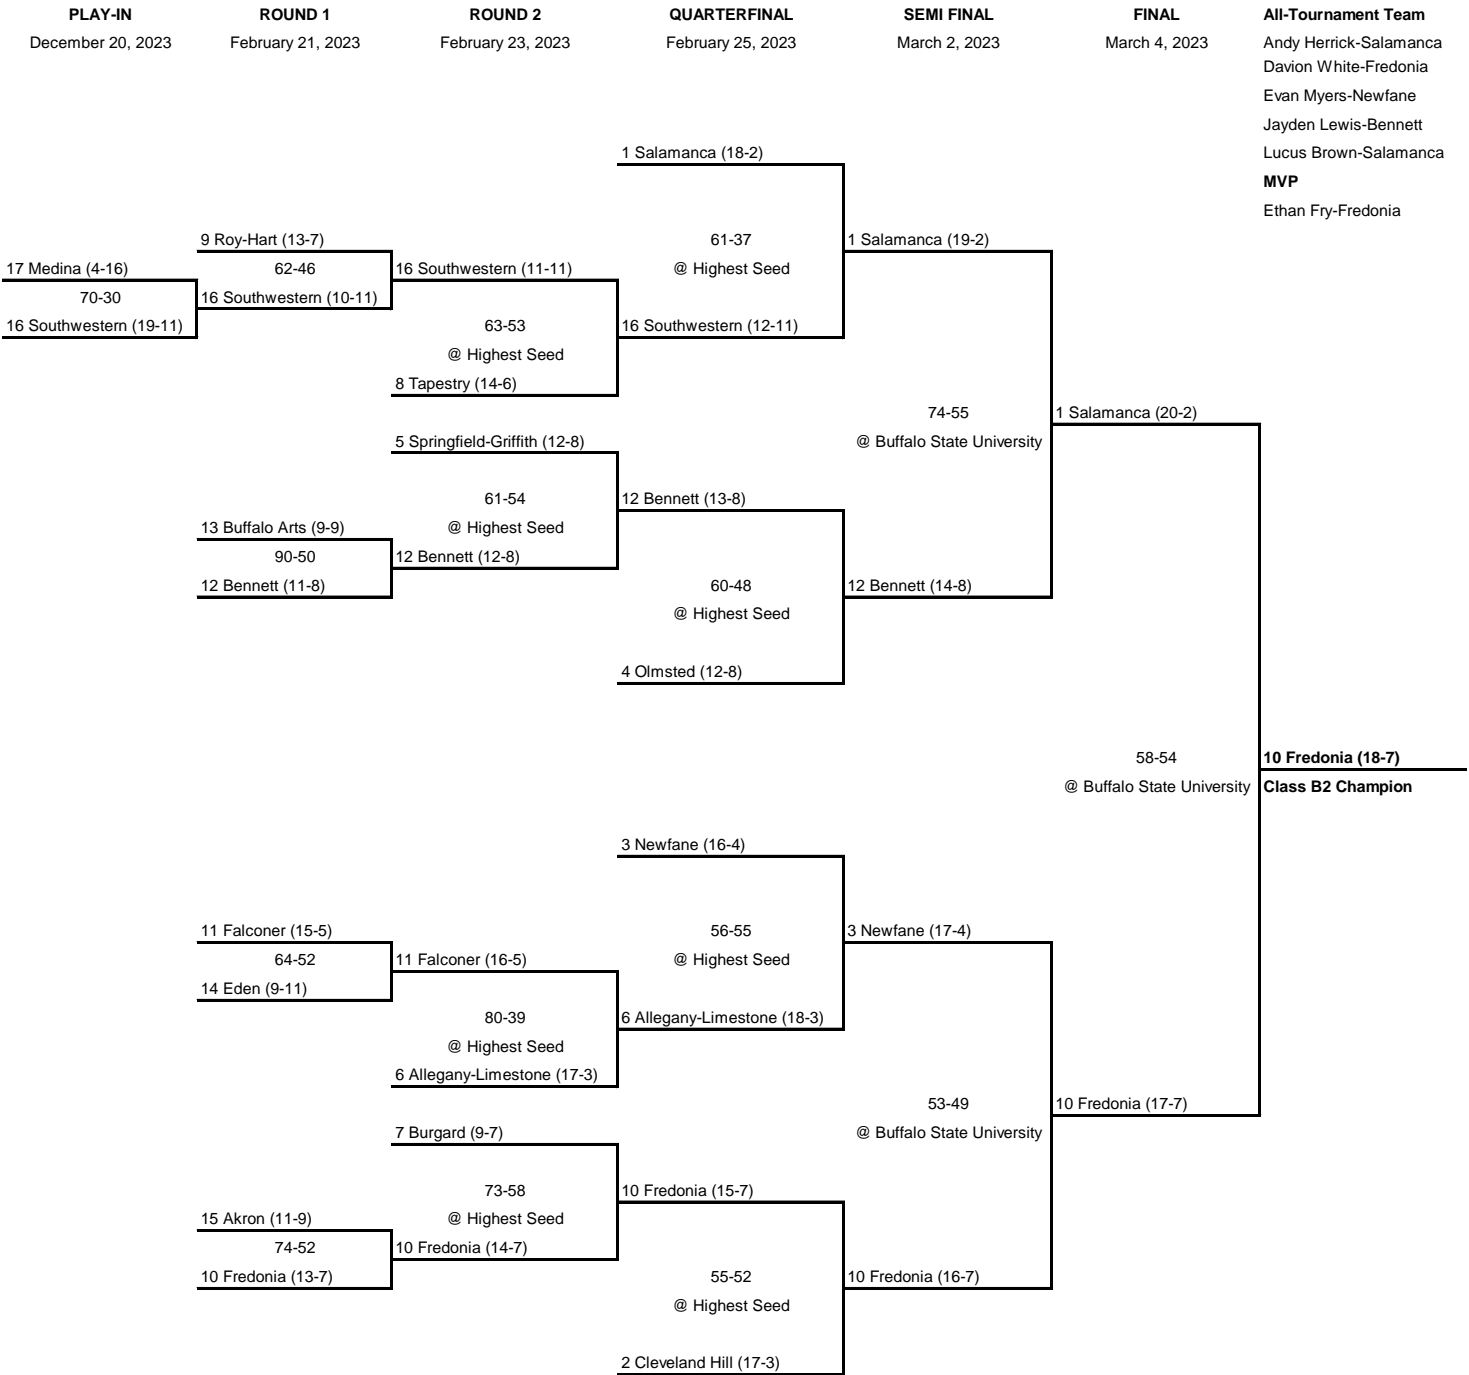 PLAY-IN ROUND 1 ROUND 2 QUARTERFINAL SEMI FINAL FINAL All-Tournament Team
December 20, 2023 February 21, 2023 February 23, 2023 February 25, 2023 March 2, 2023 March 4, 2023 Andy Herrick-Salamanca
Davion White-Fredonia
Evan Myers-Newfane
Jayden Lewis-Bennett
1 Salamanca (18-2) Lucus Brown-Salamanca
MVP
Ethan Fry-Fredonia
9 Roy-Hart (13-7) 61-37 1 Salamanca (19-2)
17 Medina (4-16) 62-46 16 Southwestern (11-11) @ Highest Seed
70-30 16 Southwestern (10-11)
16 Southwestern (19-11) 63-53 16 Southwestern (12-11)
@ Highest Seed
8 Tapestry (14-6)
74-55 1 Salamanca (20-2)
5 Springfield-Griffith (12-8) @ Buffalo State University
61-54 12 Bennett (13-8)
13 Buffalo Arts (9-9) @ Highest Seed
90-50 12 Bennett (12-8)
12 Bennett (11-8) 60-48 12 Bennett (14-8)
@ Highest Seed
4 Olmsted (12-8)
58-54 10 Fredonia (18-7)
@ Buffalo State University Class B2 Champion
3 Newfane (16-4)
11 Falconer (15-5) 56-55 3 Newfane (17-4)
64-52 11 Falconer (16-5) @ Highest Seed
14 Eden (9-11)
80-39 6 Allegany-Limestone (18-3)
@ Highest Seed
6 Allegany-Limestone (17-3)
53-49 10 Fredonia (17-7)
7 Burgard (9-7) @ Buffalo State University
73-58 10 Fredonia (15-7)
15 Akron (11-9) @ Highest Seed
74-52 10 Fredonia (14-7)
10 Fredonia (13-7) 55-52 10 Fredonia (16-7)
@ Highest Seed
2 Cleveland Hill (17-3)